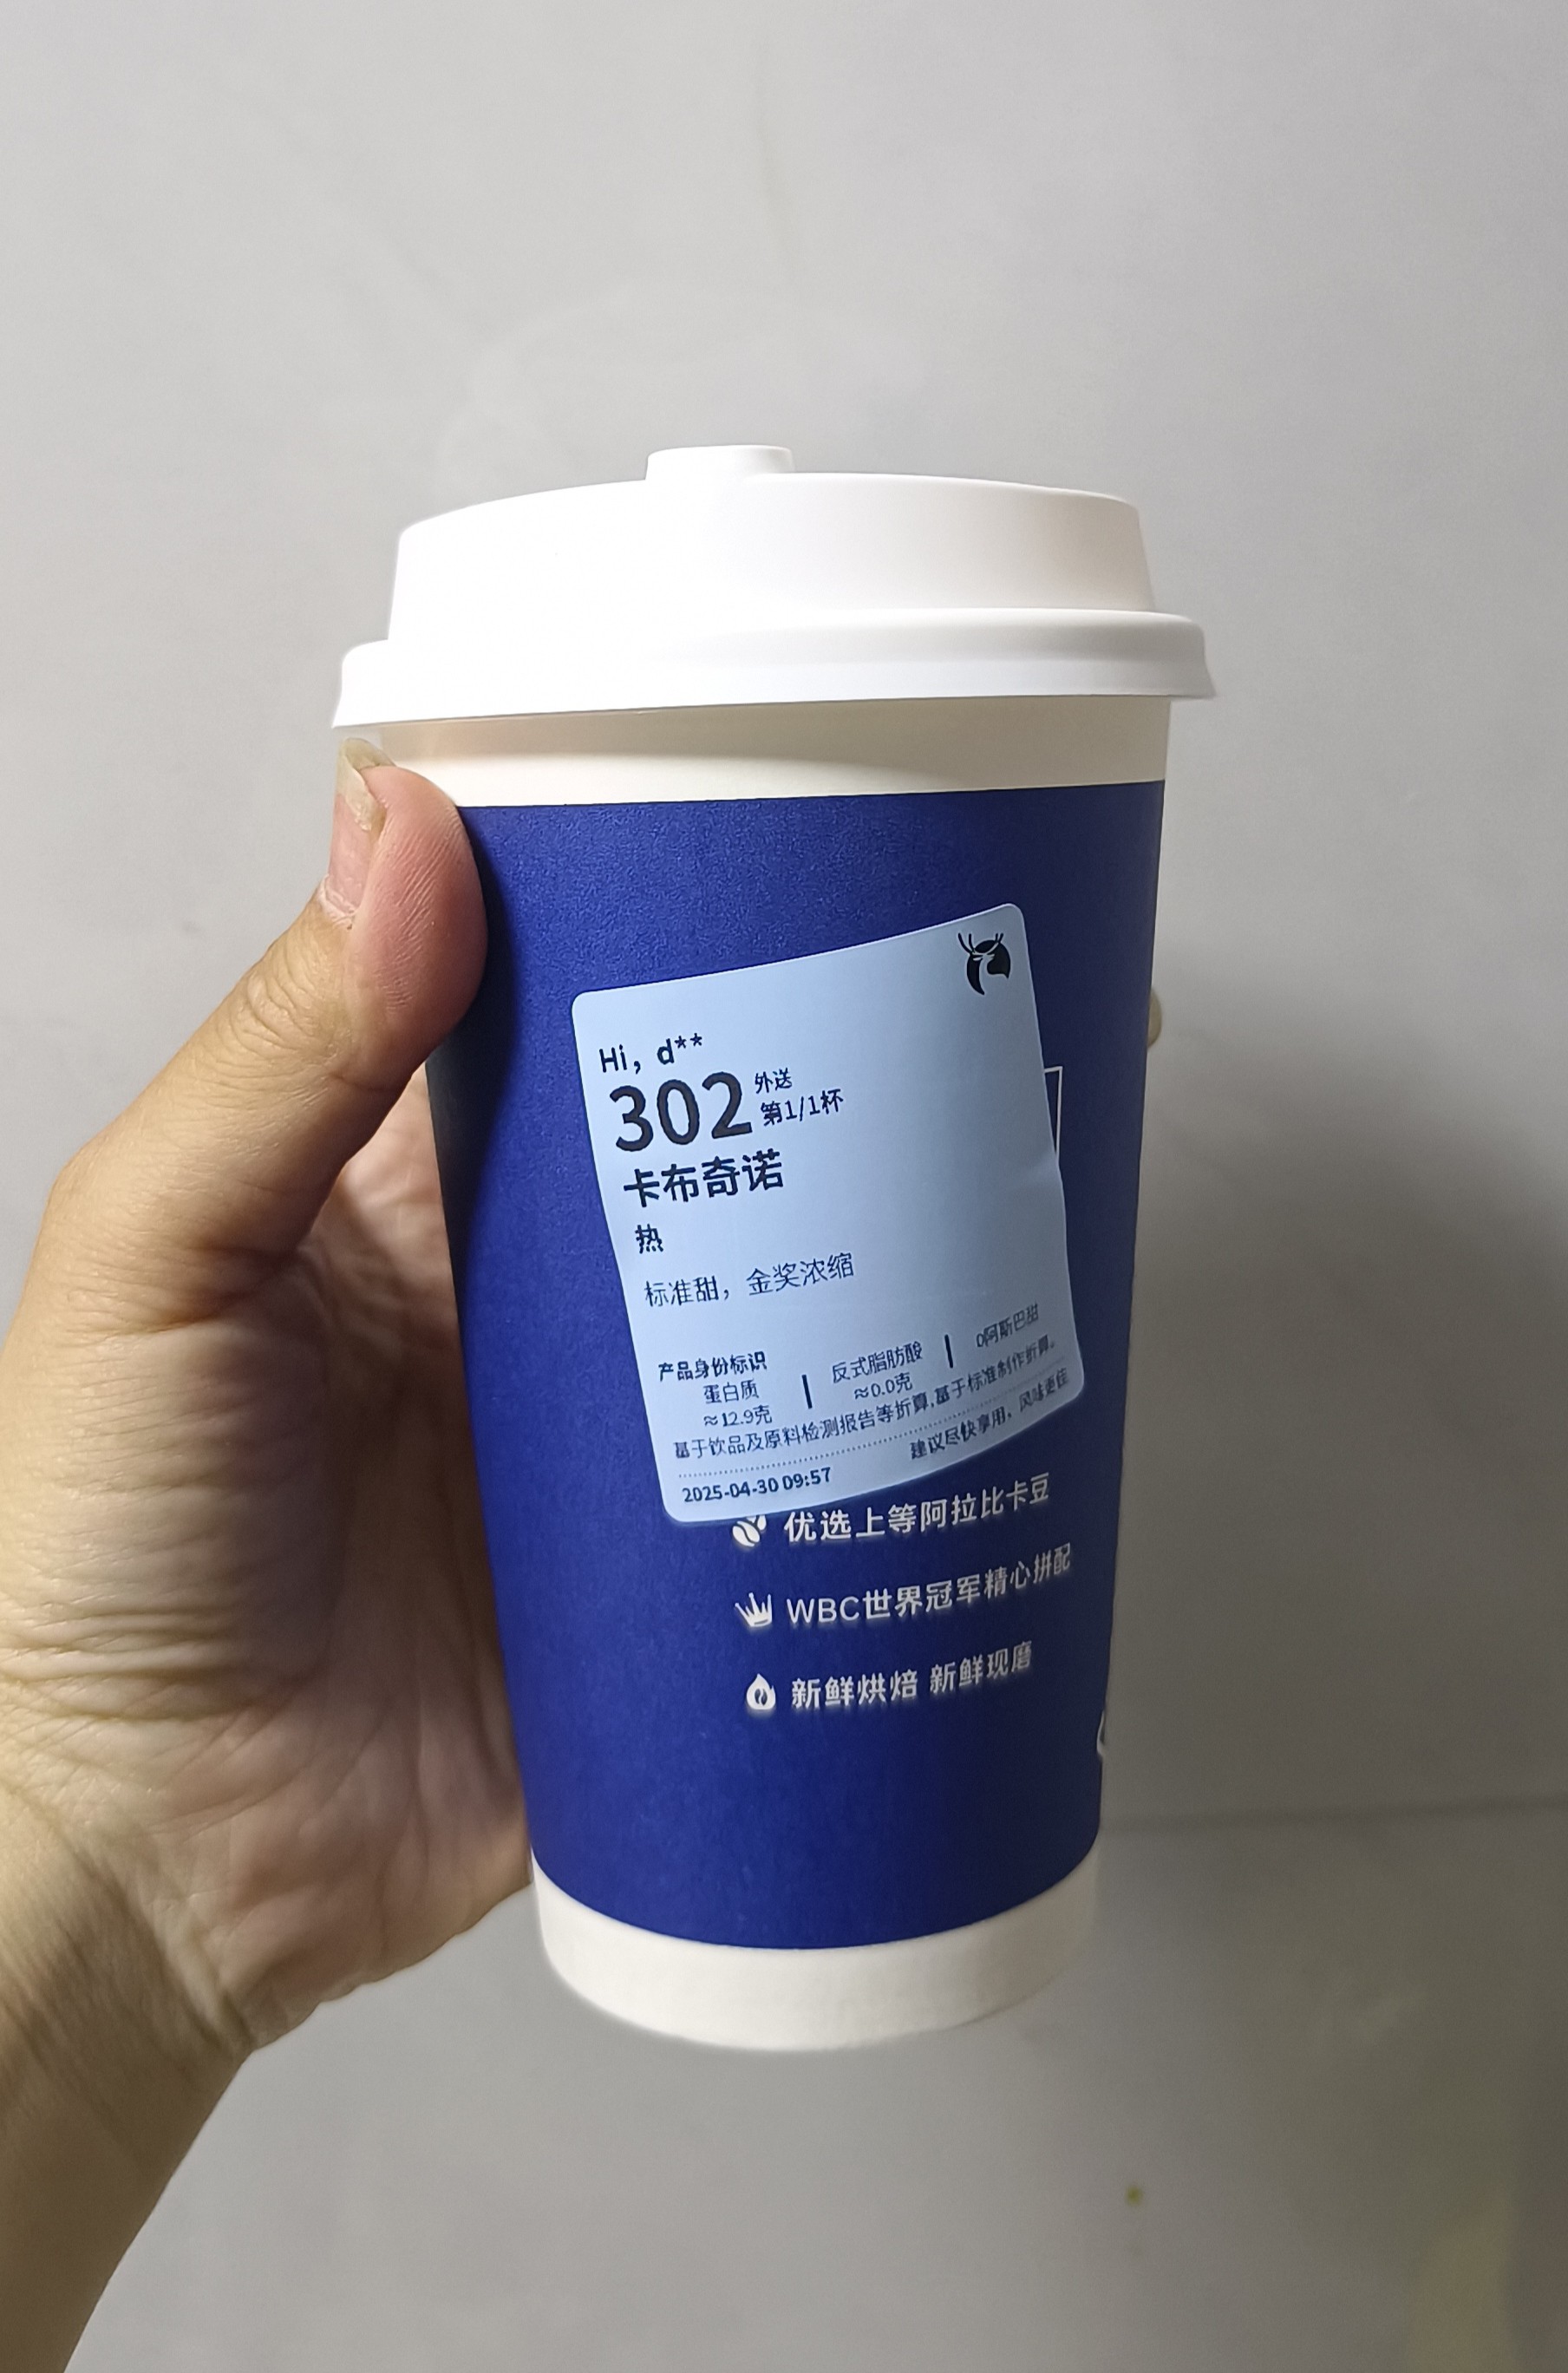 Hi，d**
302 外送
第1/1杯
卡布奇诺
热
标准甜，金奖浓缩
产品身份标识
蛋白质 | 反式脂肪酸 | 0阿斯巴甜
≈12.9克 ≈0.0克
基于饮品及原料检测报告等折算,基于标准制作折算。
2025-04-30 09:57 建议尽快享用，风味更佳
优选上等阿拉比卡豆
WBC世界冠军精心拼配
新鲜烘焙 新鲜现磨